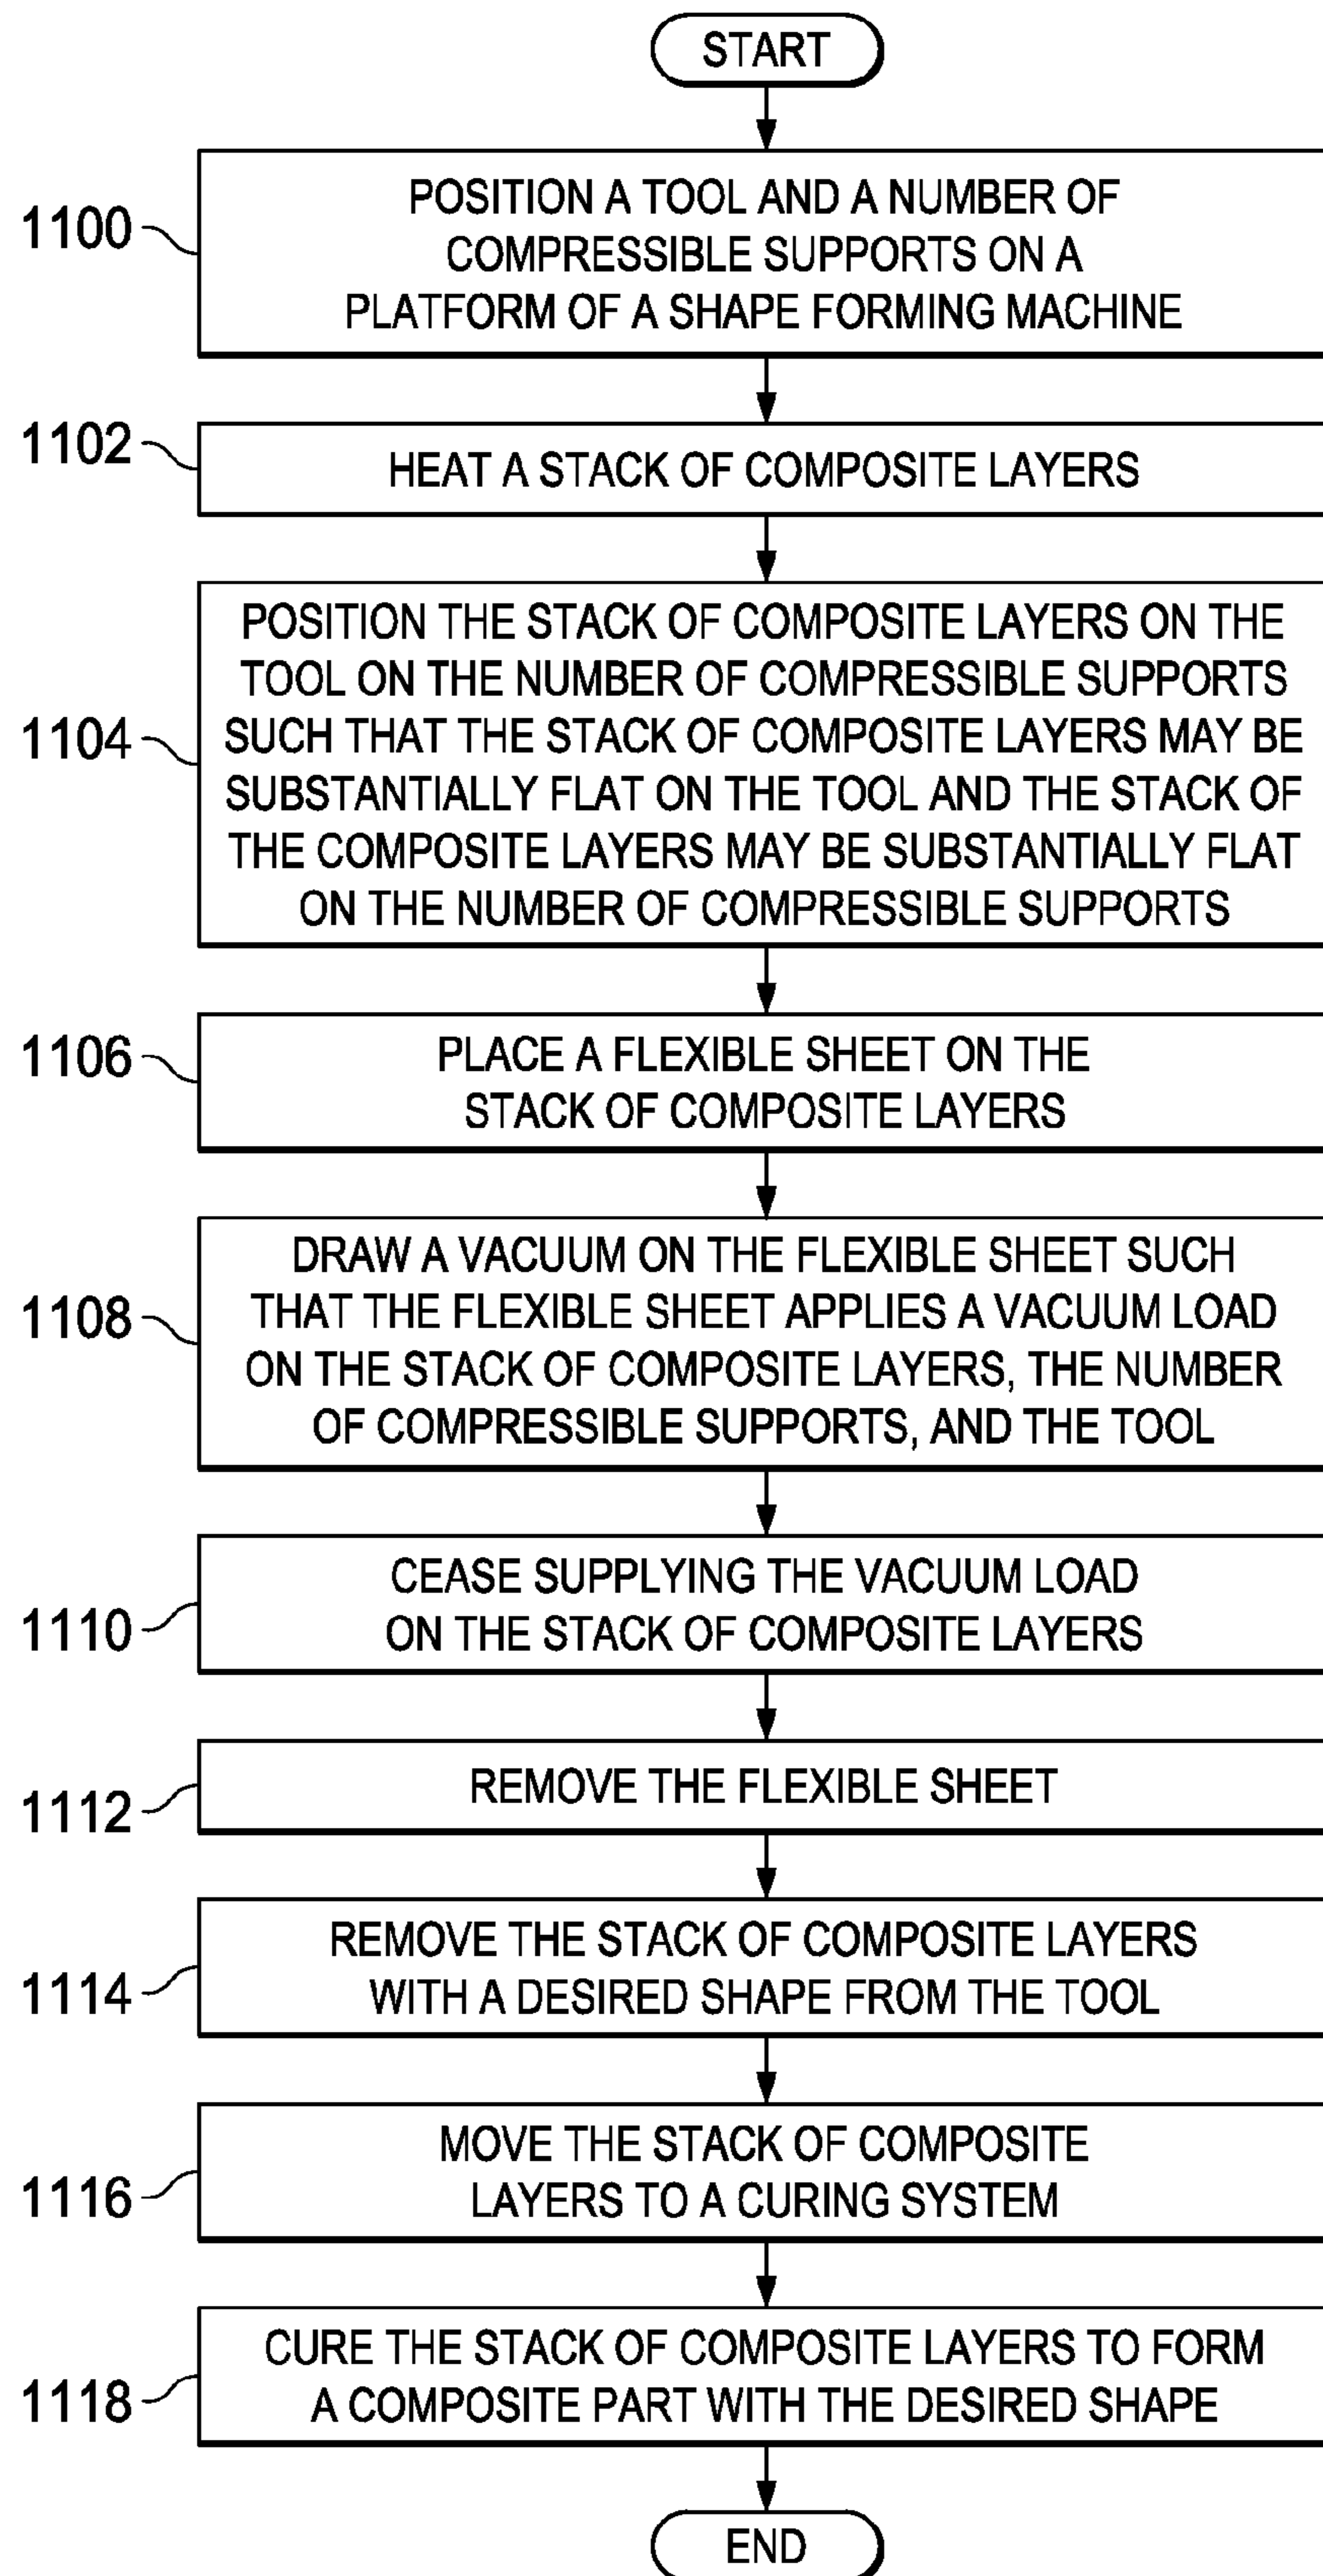 START
1100
POSITION A TOOL AND A NUMBER OF
COMPRESSIBLE SUPPORTS ON A
PLATFORM OF A SHAPE FORMING MACHINE
1102
HEAT A STACK OF COMPOSITE LAYERS
1104
POSITION THE STACK OF COMPOSITE LAYERS ON THE
TOOL ON THE NUMBER OF COMPRESSIBLE SUPPORTS
SUCH THAT THE STACK OF COMPOSITE LAYERS MAY BE
SUBSTANTIALLY FLAT ON THE TOOL AND THE STACK OF
THE COMPOSITE LAYERS MAY BE SUBSTANTIALLY FLAT
ON THE NUMBER OF COMPRESSIBLE SUPPORTS
1106
PLACE A FLEXIBLE SHEET ON THE
STACK OF COMPOSITE LAYERS
1108
DRAW A VACUUM ON THE FLEXIBLE SHEET SUCH
THAT THE FLEXIBLE SHEET APPLIES A VACUUM LOAD
ON THE STACK OF COMPOSITE LAYERS, THE NUMBER
OF COMPRESSIBLE SUPPORTS, AND THE TOOL
1110
CEASE SUPPLYING THE VACUUM LOAD
ON THE STACK OF COMPOSITE LAYERS
1112
REMOVE THE FLEXIBLE SHEET
1114
REMOVE THE STACK OF COMPOSITE LAYERS
WITH A DESIRED SHAPE FROM THE TOOL
1116
MOVE THE STACK OF COMPOSITE
LAYERS TO A CURING SYSTEM
1118
CURE THE STACK OF COMPOSITE LAYERS TO FORM
A COMPOSITE PART WITH THE DESIRED SHAPE
END